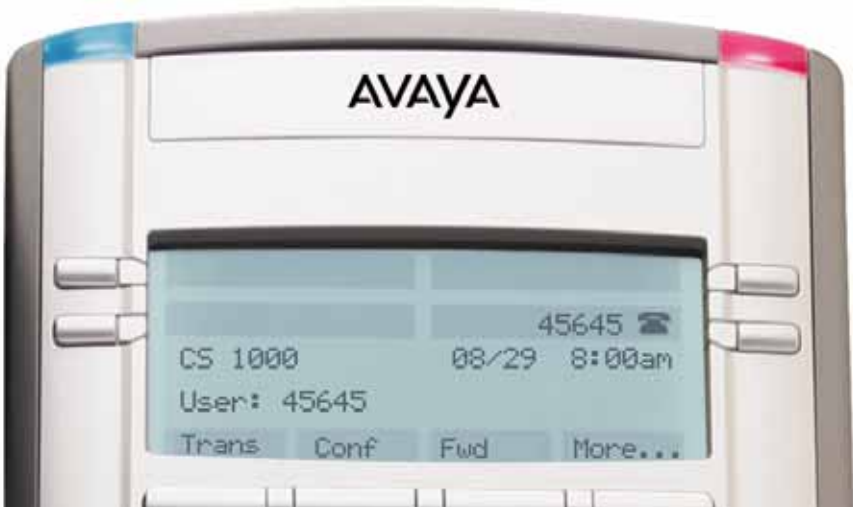 AVAYA
45645
CS 1000 08/29 8:00am
User: 45645
Trans Conf Fwd More...